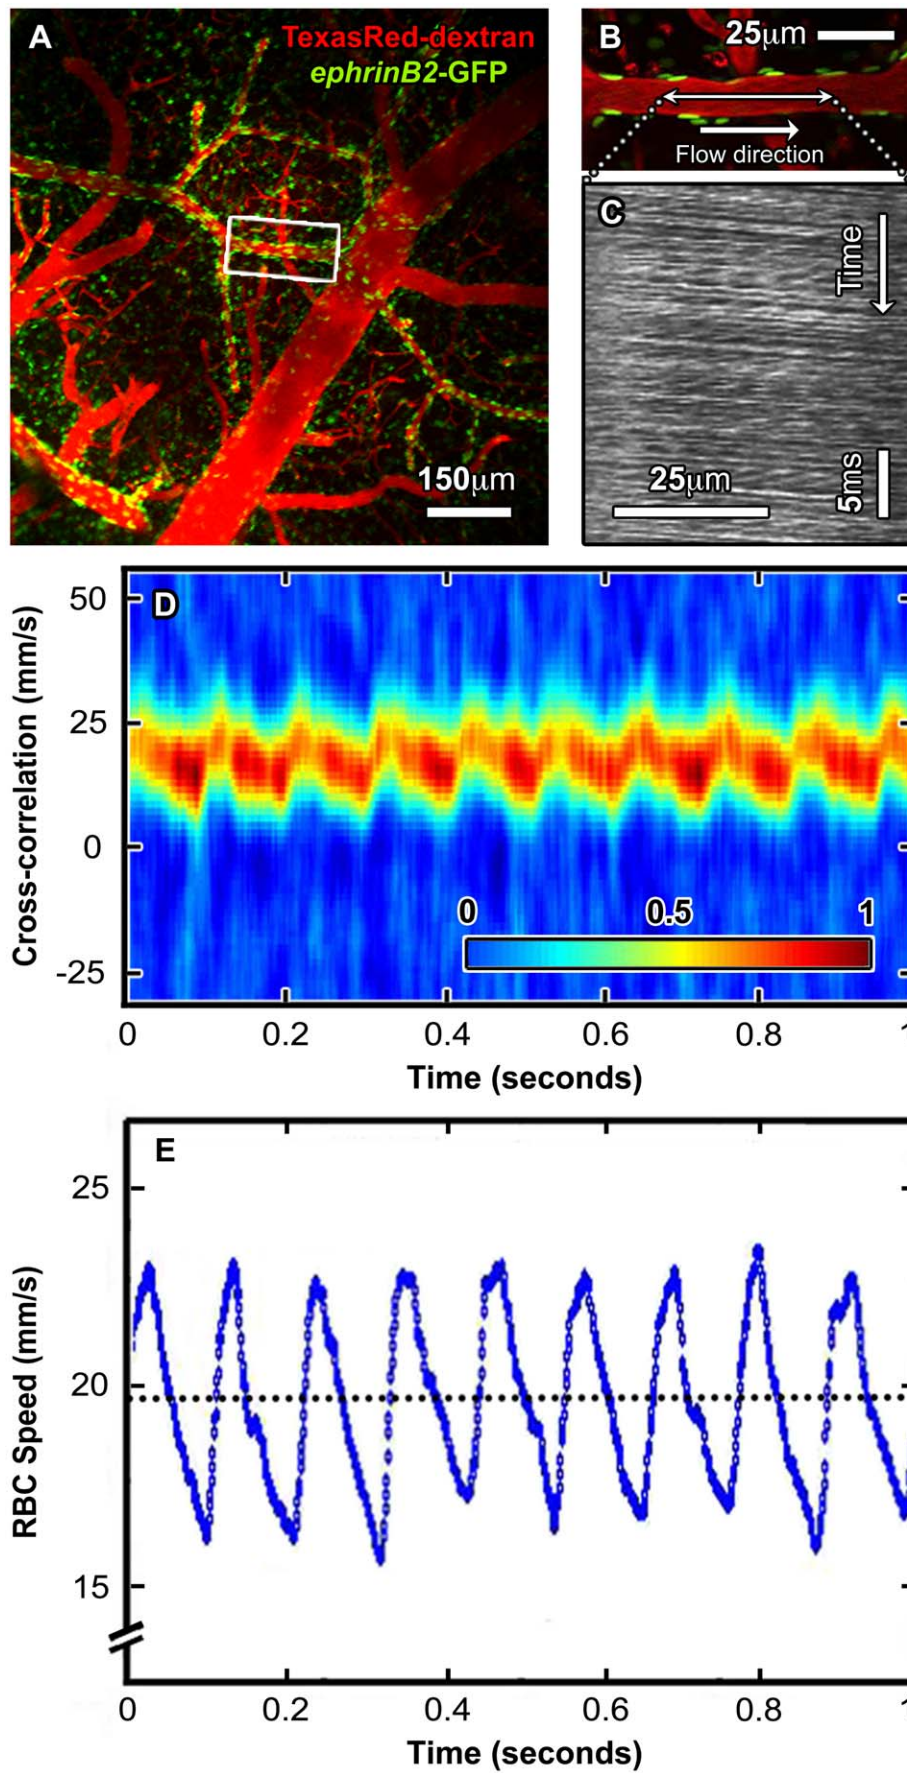 A
TexasRed-dextran
ephrinB2-GFP
150μm
B
25μm
Flow direction
C
Time
25μm
5ms
D
Cross-correlation (mm/s)
50
25
0
-25
0 0.5 1
0 0.2 0.4 0.6 0.8 1
Time (seconds)
E
RBC Speed (mm/s)
25
20
15
0 0.2 0.4 0.6 0.8 1
Time (seconds)